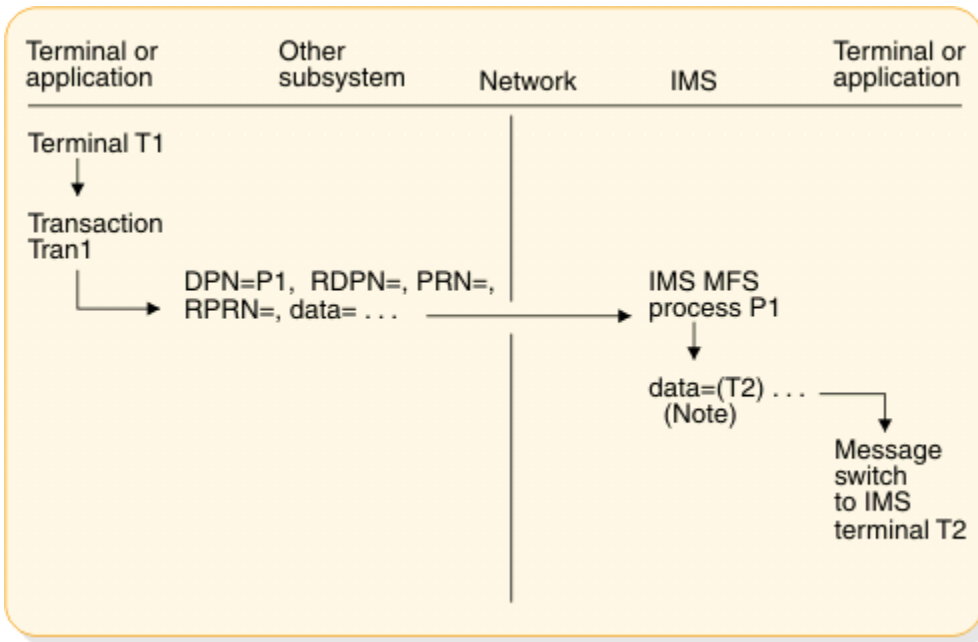 Terminal or
application
Other
subsystem
Network
IMS
Terminal or
application
Terminal T1
Transaction
Tran1
DPN=P1, RDPN=, PRN=,
RPRN=, data= . . .
IMS MFS
process P1
data=(T2) . . .
(Note)
Message
switch
to IMS
terminal T2